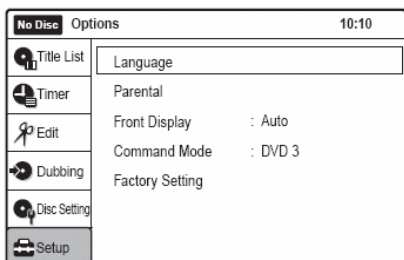 No Disc Options 10:10
Title List
Timer
Edit
Dubbing
Disc Setting
Setup
Language
Parental
Front Display : Auto
Command Mode : DVD 3
Factory Setting